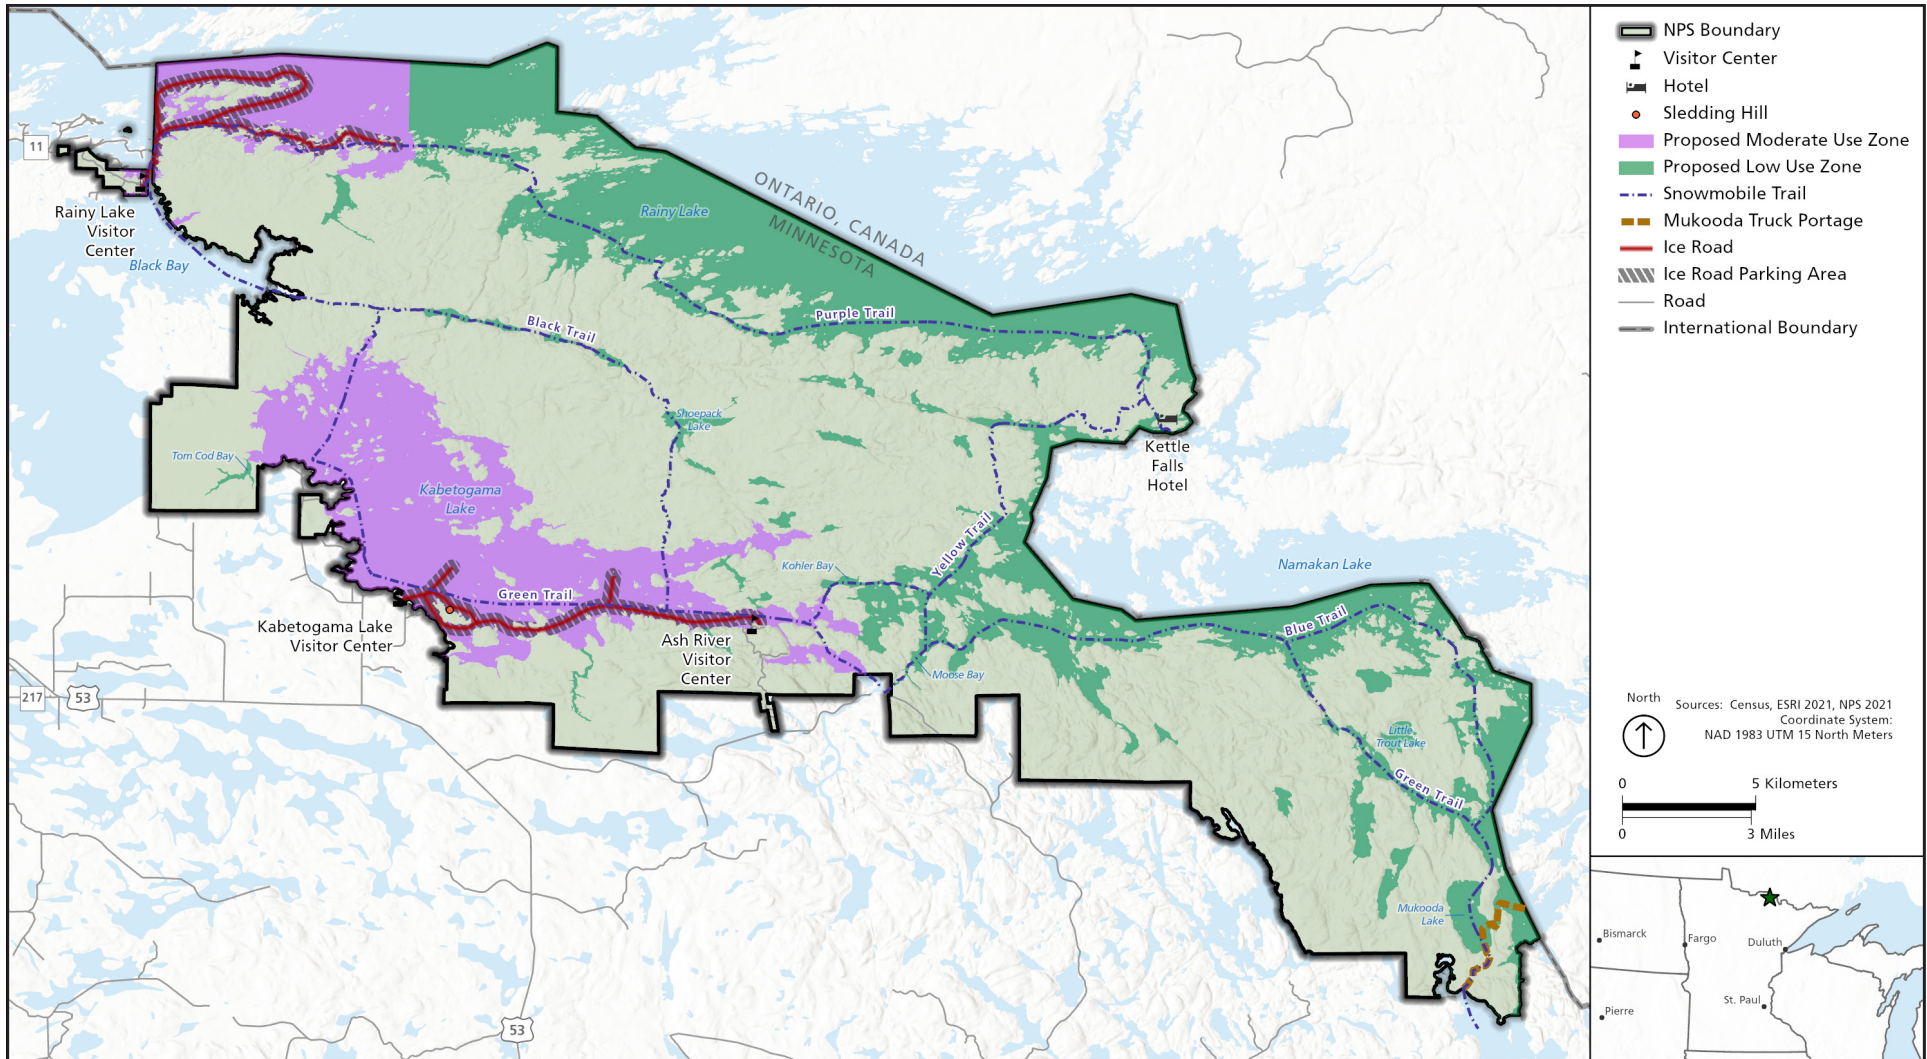 11
Rainy Lake
Visitor
Center
Black Bay
ONTARIO, CANADA
MINNESOTA
Rainy Lake
Purple Trail
Black Trail
Shoepack
Lake
Tom Cod Bay
Kabetogama
Lake
Kettle
Falls
Hotel
Yellow Trail
Kohler Bay
Namakan Lake
Green Trail
Kabetogama Lake
Visitor Center
Ash River
Visitor
Center
Moose Bay
Blue Trail
217
53
Little
Trout Lake
Green Trail
Mukooda
Lake
53
NPS Boundary
Visitor Center
Hotel
Sledding Hill
Proposed Moderate Use Zone
Proposed Low Use Zone
Snowmobile Trail
Mukooda Truck Portage
Ice Road
Ice Road Parking Area
Road
International Boundary
North
Sources: Census, ESRI 2021, NPS 2021
Coordinate System:
NAD 1983 UTM 15 North Meters
0 5 Kilometers
0 3 Miles
Bismarck
Fargo
Duluth
St. Paul
Pierre